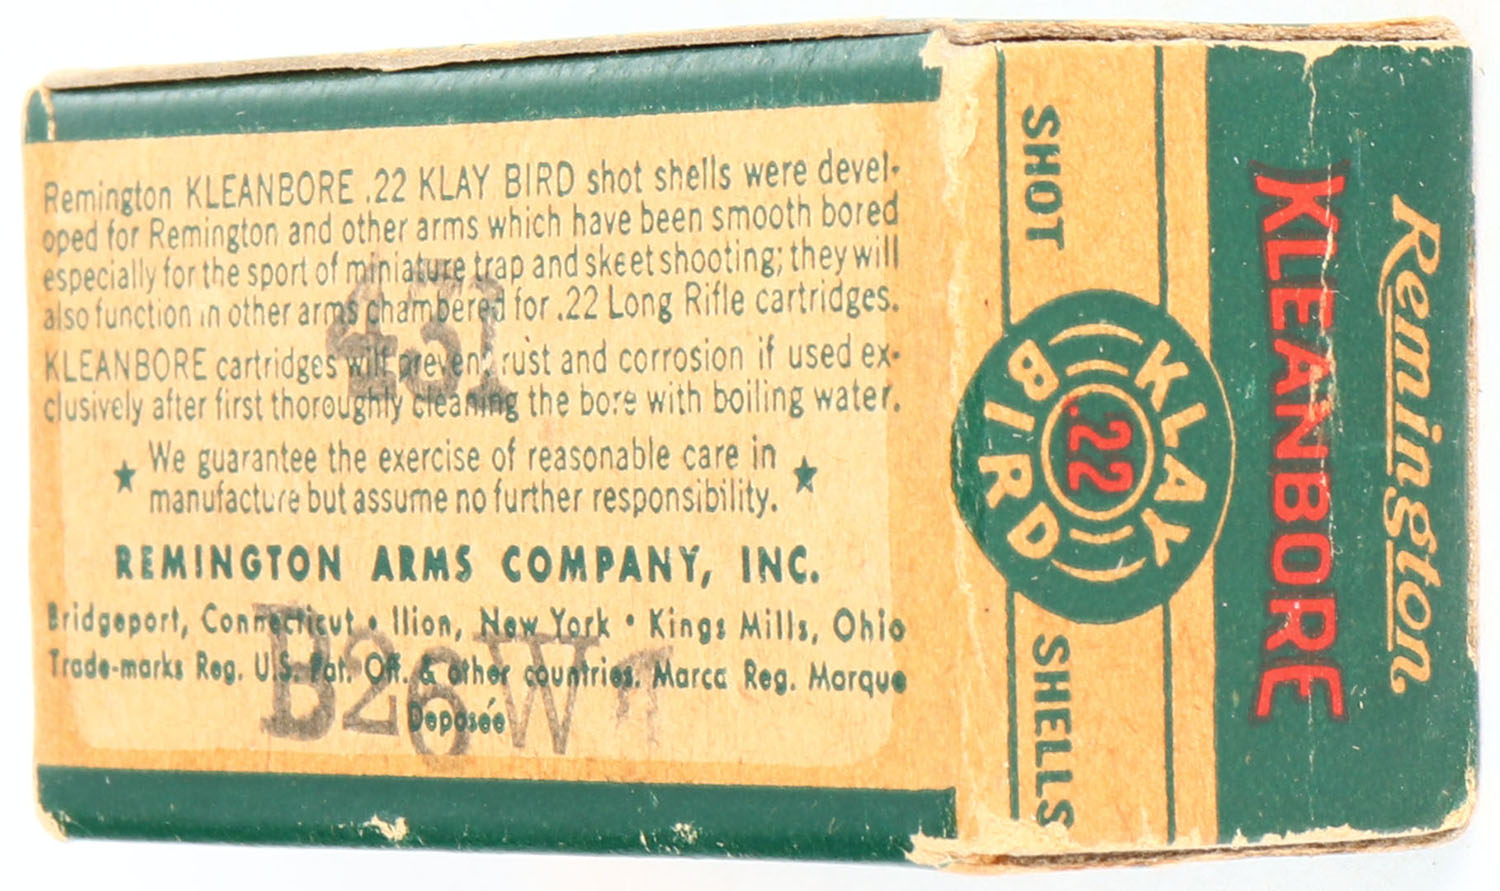 Remington KLEANBORE .22 KLAY BIRD shot shells were devel-
oped for Remington and other arms which have been smooth bored
especially for the sport of miniature trap and skeet shooting; they will
also function in other arms chambered for .22 Long Rifle cartridges.
KLEANBORE cartridges will prevent rust and corrosion if used ex-
clusively after first thoroughly cleaning the bore with boiling water.
★ We guarantee the exercise of reasonable care in ★
manufacture but assume no further responsibility.
REMINGTON ARMS COMPANY, INC.
Bridgeport, Connecticut • Ilion, New York • Kings Mills, Ohio
Trade-marks Reg. U.S. Pat. Off. & other countries. Marca Reg. Marque
Deposée
431
B26W
Remington
KLEANBORE
KLAY
.22
BIRD
SHOT SHELLS